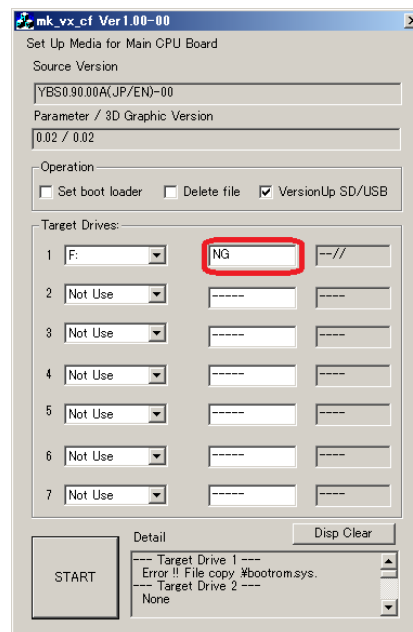 mk_vx_cf Ver1.00-00
Set Up Media for Main CPU Board
Source Version
YBS0.90.00A(JP/EN)-00
Parameter / 3D Graphic Version
0.02 / 0.02
Operation
Set boot loader Delete file VersionUp SD/USB
Target Drives:
1 F: NG --//
2 Not Use ----- ----
3 Not Use ----- ----
4 Not Use ----- ----
5 Not Use ----- ----
6 Not Use ----- ----
7 Not Use ----- ----
Detail Disp Clear
START
--- Target Drive 1 ---
Error !! File copy ¥bootrom.sys.
--- Target Drive 2 ---
None